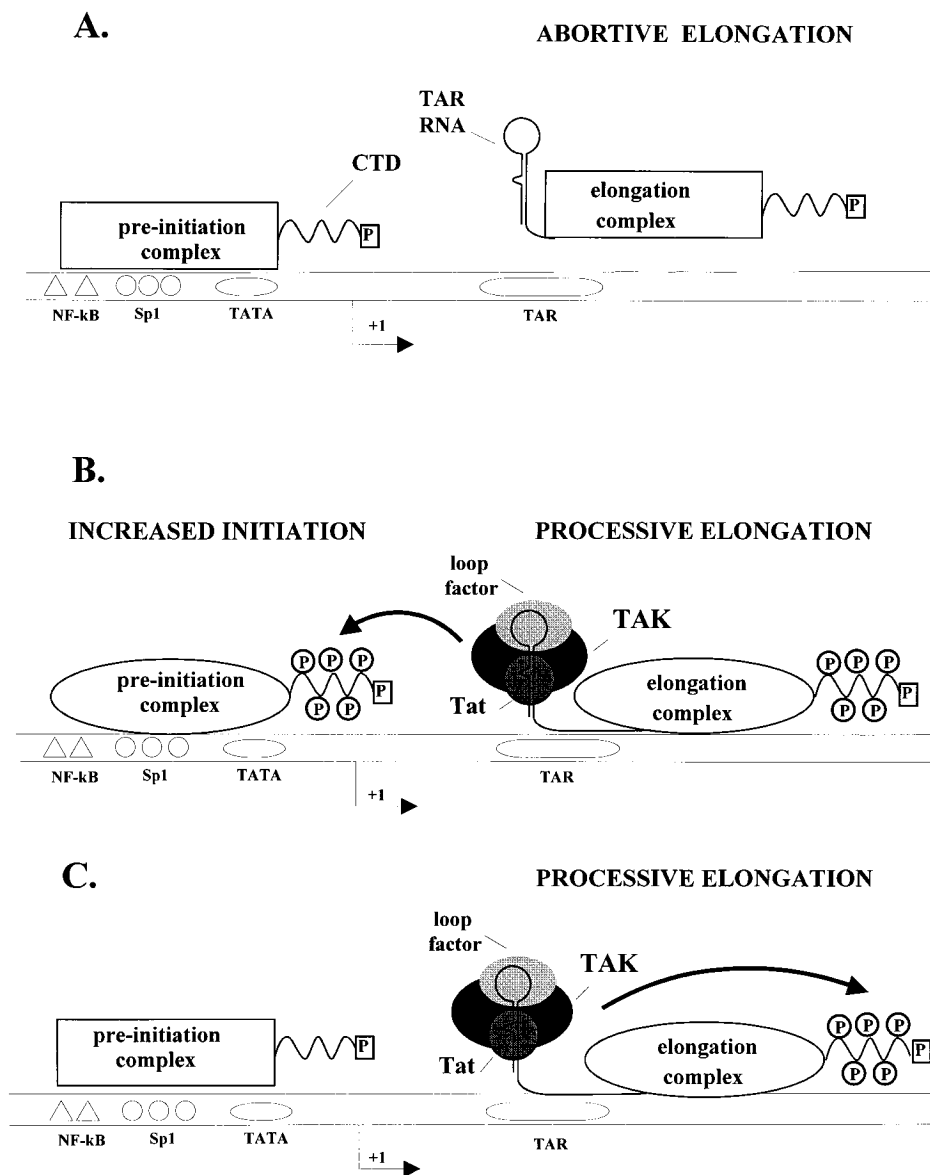 A.
ABORTIVE ELONGATION
TAR
RNA
CTD
pre-initiation
complex
P
elongation
complex
P
NF-kB
Sp1
TATA
+1
TAR
B.
INCREASED INITIATION
PROCESSIVE ELONGATION
loop
factor
TAK
P P P
P
P P
pre-initiation
complex
Tat
elongation
complex
P P P
P
P P
NF-kB
Sp1
TATA
+1
TAR
C.
PROCESSIVE ELONGATION
loop
factor
TAK
pre-initiation
complex
P
Tat
elongation
complex
P P P
P
P P
NF-kB
Sp1
TATA
+1
TAR